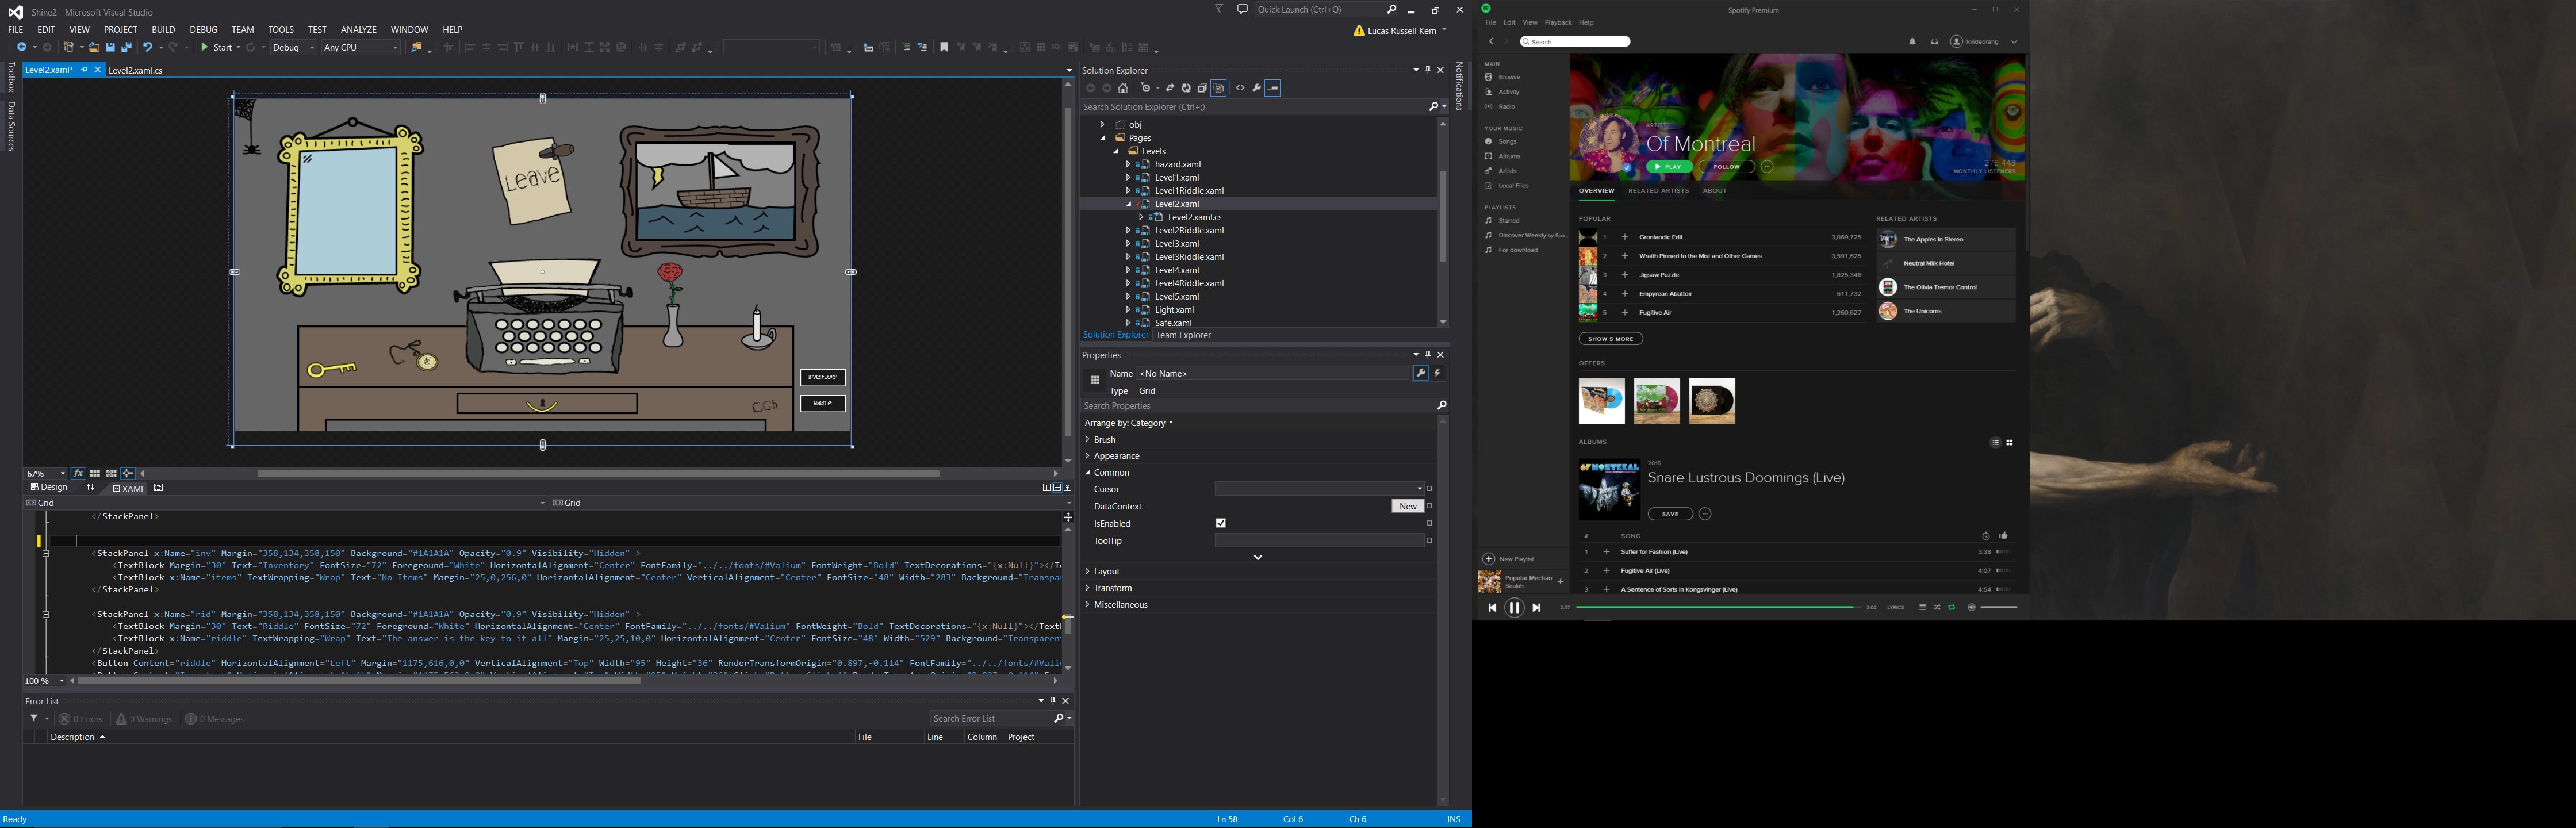 Shine2 - Microsoft Visual Studio
Quick Launch (Ctrl+Q)
FILE EDIT VIEW PROJECT BUILD DEBUG TEAM TOOLS TEST ANALYZE WINDOW HELP
Lucas Russell Kern
Start Debug Any CPU
Toolbox
Data Sources
Level2.xaml* Level2.xaml.cs
Leave
INVENTORY
RIDDLE
CGh
67%
Design XAML
Grid Grid
</StackPanel>
<StackPanel x:Name="inv" Margin="358,134,358,150" Background="#1A1A1A" Opacity="0.9" Visibility="Hidden" >
<TextBlock Margin="30" Text="Inventory" FontSize="72" Foreground="White" HorizontalAlignment="Center" FontFamily="../../fonts/#Valium" FontWeight="Bold" TextDecorations="{x:Null}"></Te
<TextBlock x:Name="items" TextWrapping="Wrap" Text="No Items" Margin="25,0,256,0" HorizontalAlignment="Center" VerticalAlignment="Center" FontSize="48" Width="283" Background="Transpa
</StackPanel>
<StackPanel x:Name="rid" Margin="358,134,358,150" Background="#1A1A1A" Opacity="0.9" Visibility="Hidden" >
<TextBlock Margin="30" Text="Riddle" FontSize="72" Foreground="White" HorizontalAlignment="Center" FontFamily="../../fonts/#Valium" FontWeight="Bold" TextDecorations="{x:Null}"></Text
<TextBlock x:Name="riddle" TextWrapping="Wrap" Text="The answer is the key to it all" Margin="25,25,10,0" HorizontalAlignment="Center" FontSize="48" Width="529" Background="Transparen
</StackPanel>
<Button Content="riddle" HorizontalAlignment="Left" Margin="1175,616,0,0" VerticalAlignment="Top" Width="95" Height="36" RenderTransformOrigin="0.897,-0.114" FontFamily="../../fonts/#Vali
100 %
Error List
0 Errors 0 Warnings 0 Messages
Search Error List
Description File Line Column Project
Ready Ln 58 Col 6 Ch 6 INS
Solution Explorer
Search Solution Explorer (Ctrl+;)
obj
Pages
Levels
hazard.xaml
Level1.xaml
Level1Riddle.xaml
Level2.xaml
Level2.xaml.cs
Level2Riddle.xaml
Level3.xaml
Level3Riddle.xaml
Level4.xaml
Level4Riddle.xaml
Level5.xaml
Light.xaml
Safe.xaml
Solution Explorer Team Explorer
Properties
Name <No Name>
Type Grid
Search Properties
Arrange by: Category
Brush
Appearance
Common
Cursor
DataContext New
IsEnabled
ToolTip
Layout
Transform
Miscellaneous
Notifications
Spotify Premium
File Edit View Playback Help
Search
lkvideorang
MAIN
Browse
Activity
Radio
YOUR MUSIC
Songs
Albums
Artists
Local Files
PLAYLISTS
Starred
Discover Weekly by Spo...
For download
New Playlist
Popular Mechan
Beulah
ARTIST
Of Montreal
PLAY FOLLOW
276,443
MONTHLY LISTENERS
OVERVIEW RELATED ARTISTS ABOUT
POPULAR
1 Gronlandic Edit 3,069,725
2 Wraith Pinned to the Mist and Other Games 3,591,625
3 Jigsaw Puzzle 1,825,346
4 Empyrean Abattoir 611,732
5 Fugitive Air 1,260,627
SHOW 5 MORE
RELATED ARTISTS
The Apples In Stereo
Neutral Milk Hotel
The Olivia Tremor Control
The Unicorns
OFFERS
ALBUMS
OF MONTREAL
2015
Snare Lustrous Doomings (Live)
SAVE
# SONG
1 Suffer for Fashion (Live) 3:38
2 Fugitive Air (Live) 4:07
3 A Sentence of Sorts in Kongsvinger (Live) 4:54
2:57 3:02 LYRICS